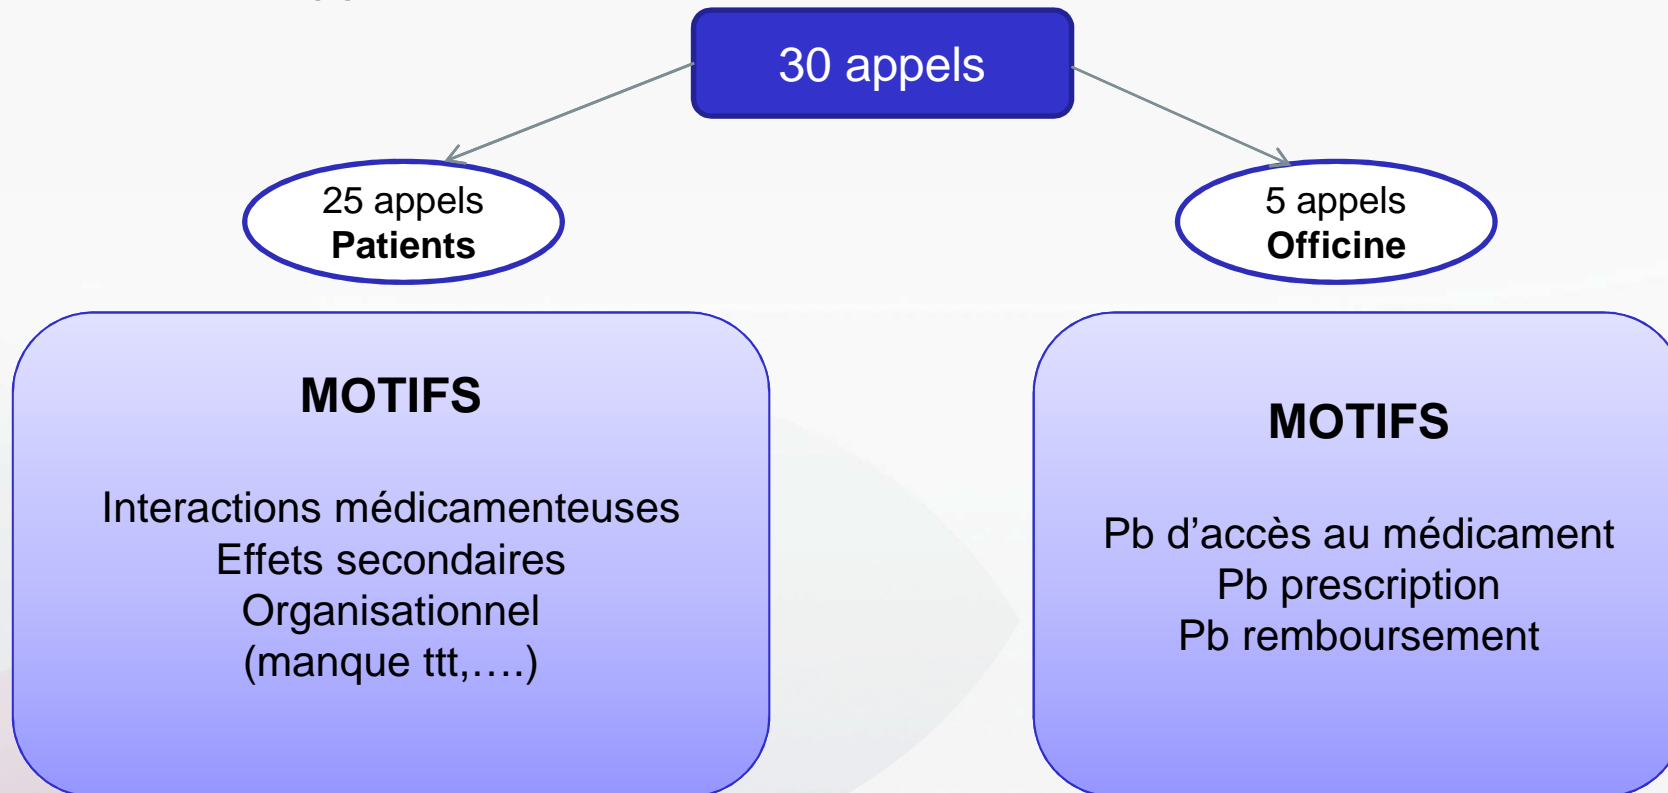 30 appels
25 appels
Patients
5 appels
Officine
MOTIFS
Interactions médicamenteuses
Effets secondaires
Organisationnel
(manque ttt,….)
MOTIFS
Pb d’accès au médicament
Pb prescription
Pb remboursement